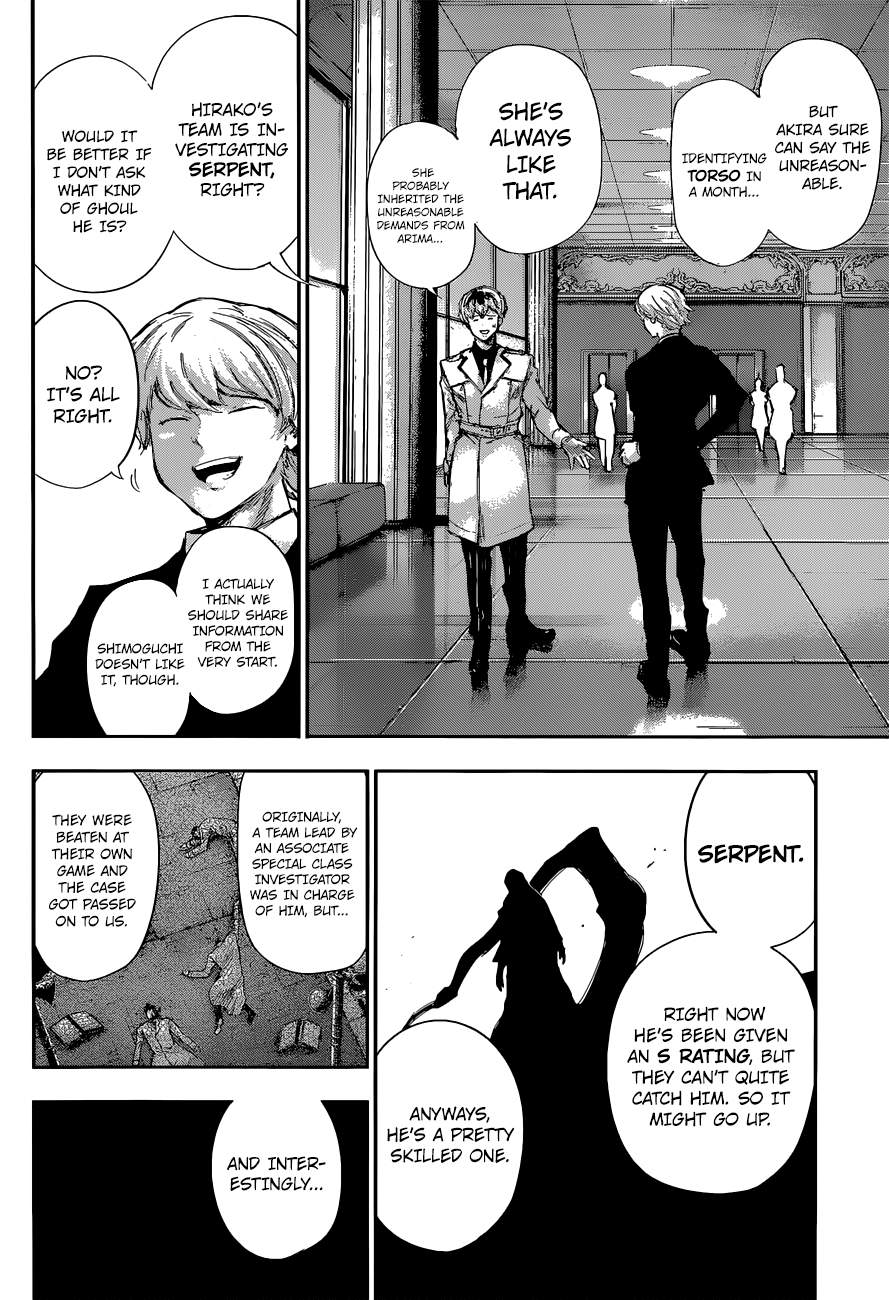 BUT
AKIRA SURE
CAN SAY THE
UNREASON-
ABLE.
IDENTIFYING
TORSO IN
A MONTH...
SHE'S
ALWAYS
LIKE
THAT.
SHE
PROBABLY
INHERITED THE
UNREASONABLE
DEMANDS FROM
ARIMA...
HIRAKO'S
TEAM IS IN-
VESTIGATING
SERPENT,
RIGHT?
WOULD IT
BE BETTER IF
I DON'T ASK
WHAT KIND
OF GHOUL
HE IS?
NO?
IT'S ALL
RIGHT.
I ACTUALLY
THINK WE
SHOULD SHARE
INFORMATION
FROM THE
VERY START.
SHIMOGUCHI
DOESN'T LIKE
IT, THOUGH.
SERPENT.
RIGHT NOW
HE'S BEEN GIVEN
AN S RATING, BUT
THEY CAN'T QUITE
CATCH HIM. SO IT
MIGHT GO UP.
ANYWAYS,
HE'S A PRETTY
SKILLED ONE.
ORIGINALLY,
A TEAM LEAD BY
AN ASSOCIATE
SPECIAL CLASS
INVESTIGATOR
WAS IN CHARGE
OF HIM, BUT...
THEY WERE
BEATEN AT
THEIR OWN
GAME AND
THE CASE
GOT PASSED
ON TO US.
AND INTER-
ESTINGLY...